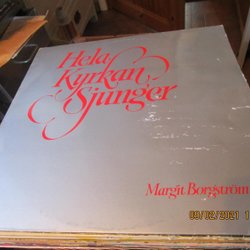 Hela
Kyrkan
Sjunger
Margit Borgström
09/02/2021